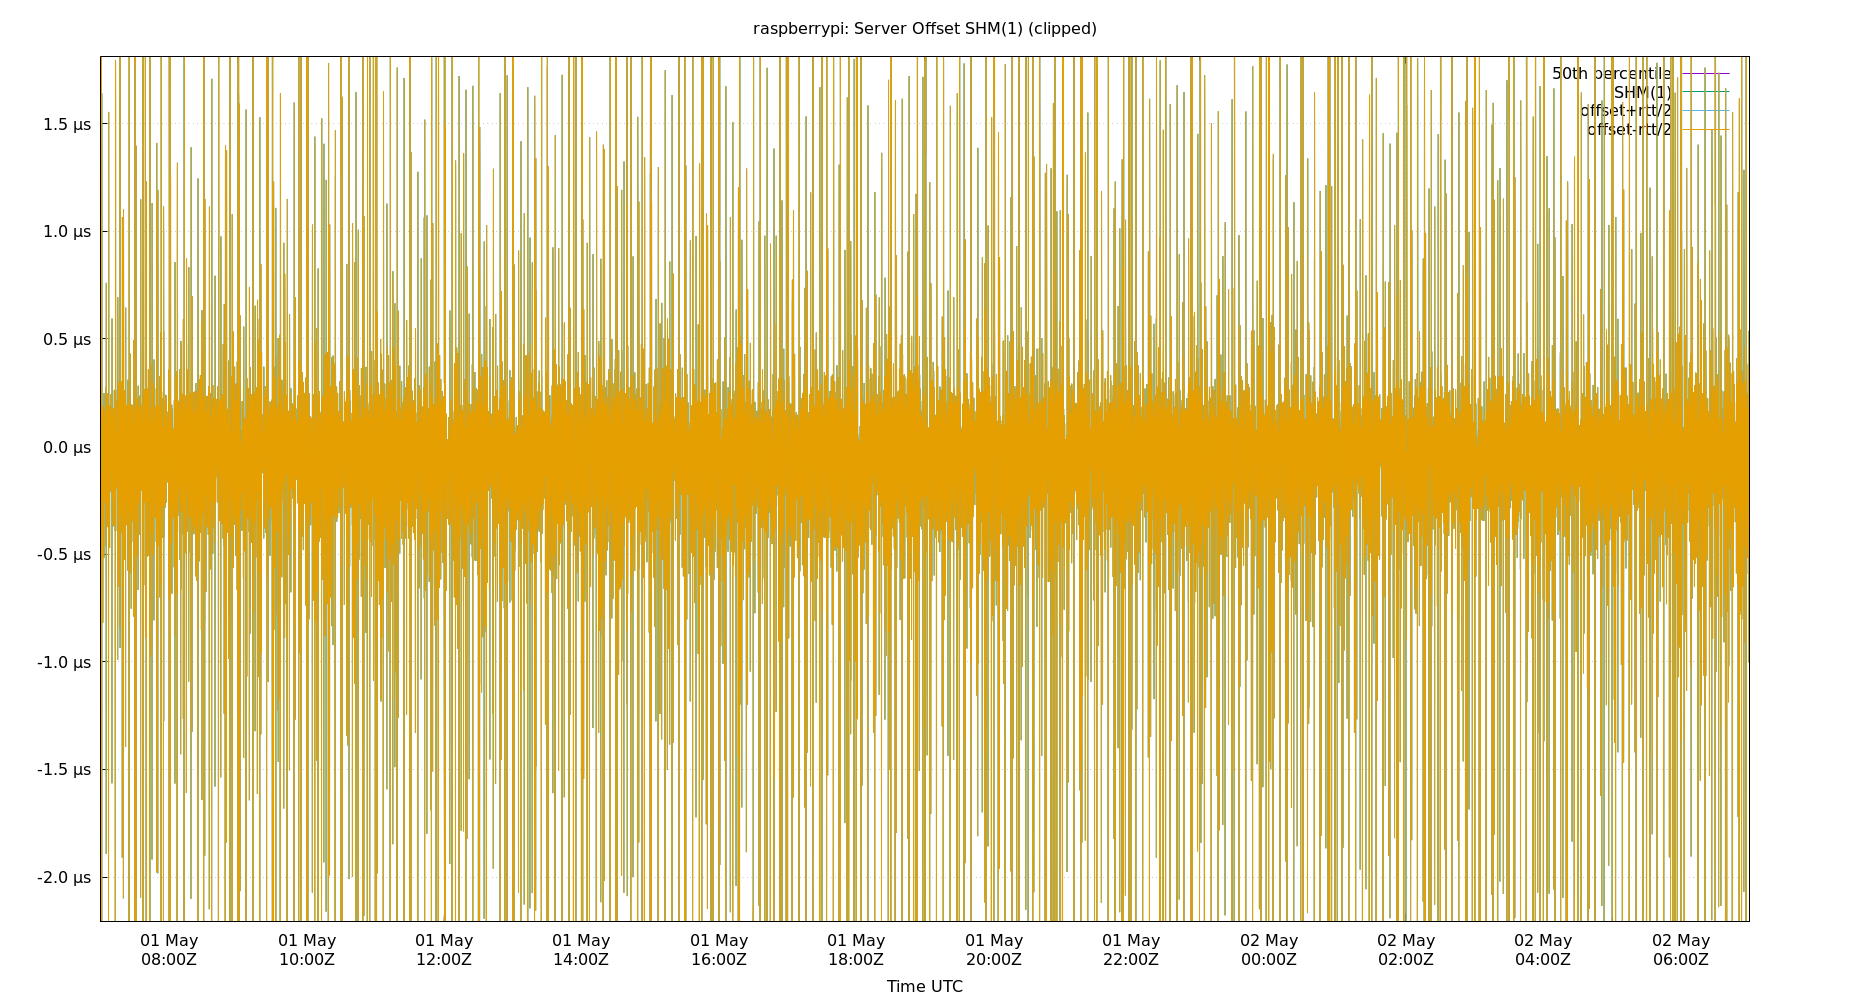 raspberrypi: Server Offset SHM(1) (clipped)
50th percentile
SHM(1)
offset+rtt/2
offset-rtt/2
1.5 µs
1.0 µs
0.5 µs
0.0 µs
-0.5 µs
-1.0 µs
-1.5 µs
-2.0 µs
01 May 01 May 01 May 01 May 01 May 01 May 01 May 01 May 02 May 02 May 02 May 02 May
08:00Z 10:00Z 12:00Z 14:00Z 16:00Z 18:00Z 20:00Z 22:00Z 00:00Z 02:00Z 04:00Z 06:00Z
Time UTC